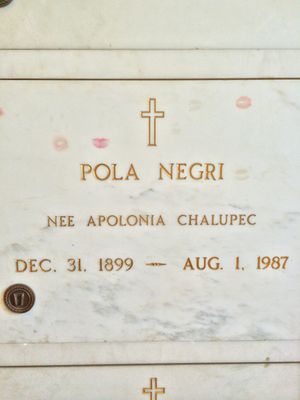 POLA NEGRI
NEE APOLONIA CHALUPEC
DEC. 31, 1899 — AUG. 1, 1987